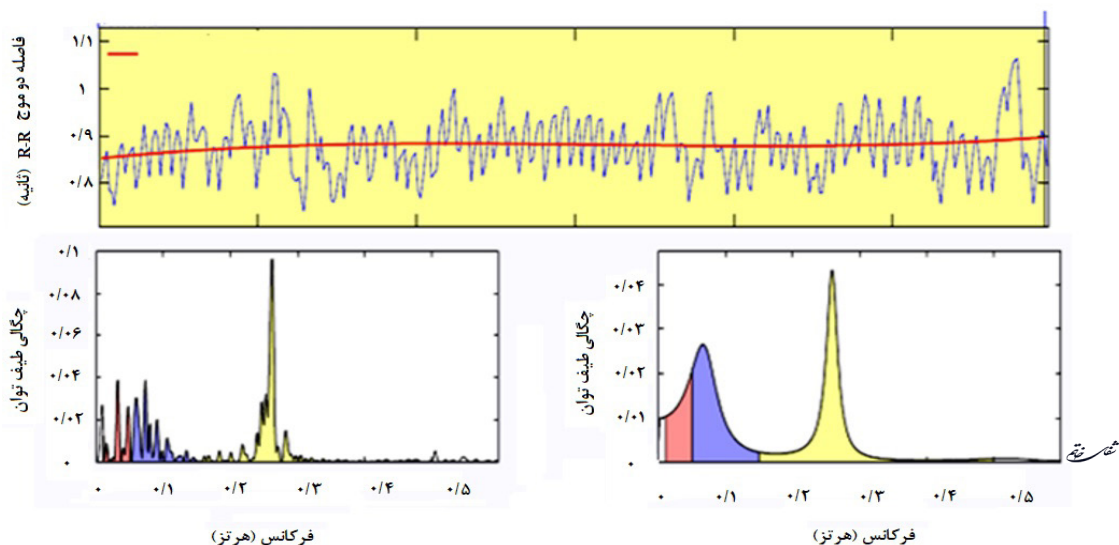 فاصله دو موج R-R (ثانیه)
۱/۱
۱
۰/۹
۰/۸
چگالی طیف توان
۰/۱
۰/۰۸
۰/۰۶
۰/۰۴
۰/۰۲
۰
۰ ۰/۱ ۰/۲ ۰/۳ ۰/۴ ۰/۵
فرکانس (هرتز)
چگالی طیف توان
۰/۰۴
۰/۰۳
۰/۰۲
۰/۰۱
۰
۰ ۰/۱ ۰/۲ ۰/۳ ۰/۴ ۰/۵
فرکانس (هرتز)